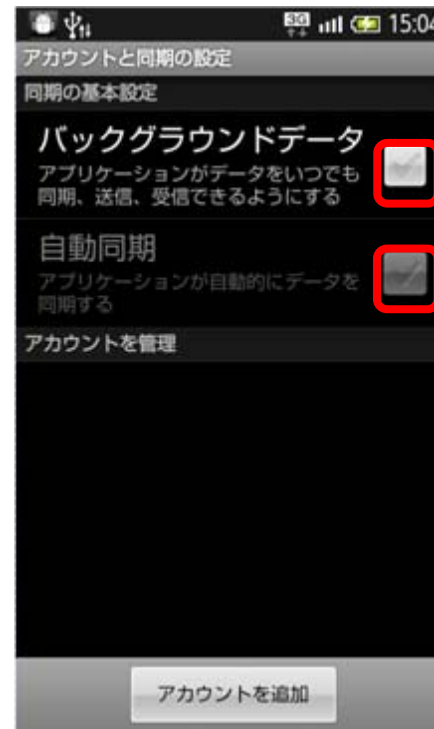 3G 15:04
アカウントと同期の設定
同期の基本設定
バックグラウンドデータ
アプリケーションがデータをいつでも
同期、送信、受信できるようにする
自動同期
アプリケーションが自動的にデータを
同期する
アカウントを管理
アカウントを追加